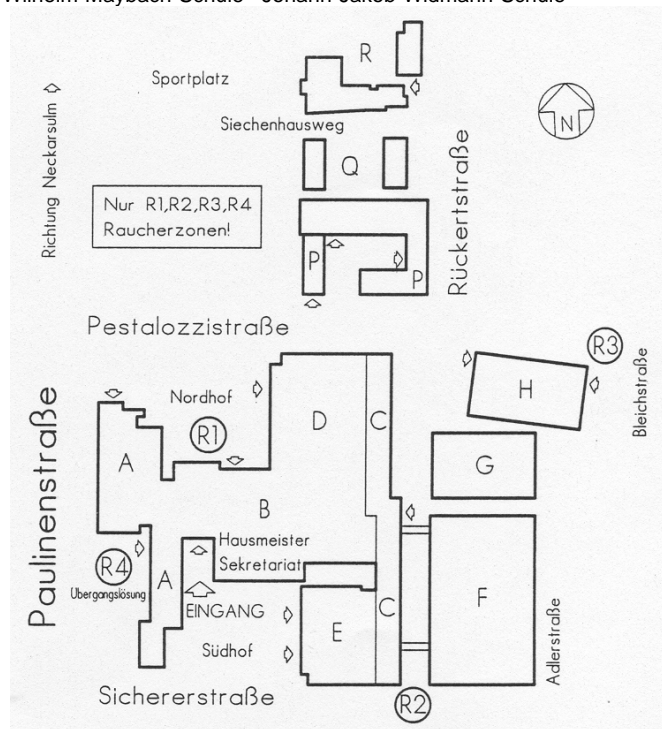 Wilhelm-Maybach-Schule - Johann-Jakob-Widmann-Schule
R
Sportplatz
Richtung Neckarsulm
N
Siechenhausweg
Q
Rückertstraße
Nur R1,R2,R3,R4
Raucherzonen!
P
P
Pestalozzistraße
R3
H
Bleichstraße
Paulinenstraße
Nordhof
R1
D
C
A
G
B
Hausmeister
Sekretariat
R4
Übergangslösung
A
EINGANG
C
F
E
Südhof
Adlerstraße
Sichererstraße
R2